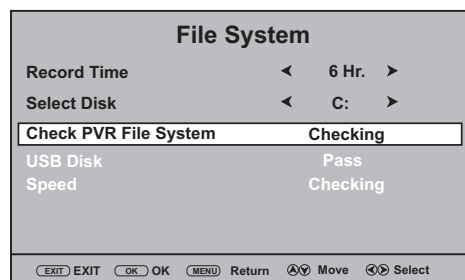 File System
Record Time 6 Hr.
Select Disk C:
Check PVR File System Checking
USB Disk Pass
Speed Checking
EXIT EXIT OK OK MENU Return Move Select